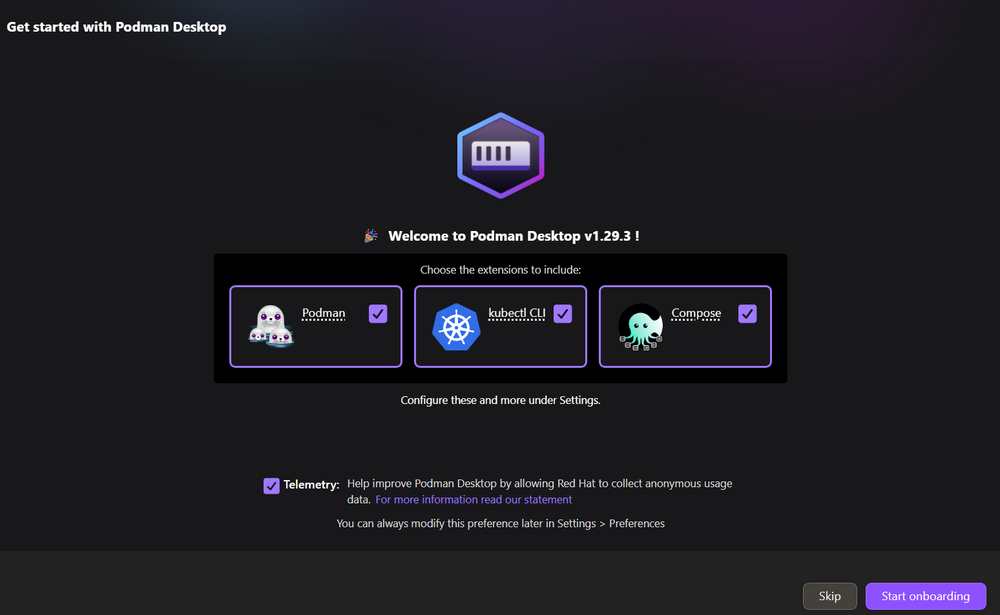 Get started with Podman Desktop
🎉 Welcome to Podman Desktop v1.29.3 !
Choose the extensions to include:
Podman
kubectl CLI
Compose
Configure these and more under Settings.
Telemetry: Help improve Podman Desktop by allowing Red Hat to collect anonymous usage
data. For more information read our statement
You can always modify this preference later in Settings > Preferences
Skip
Start onboarding